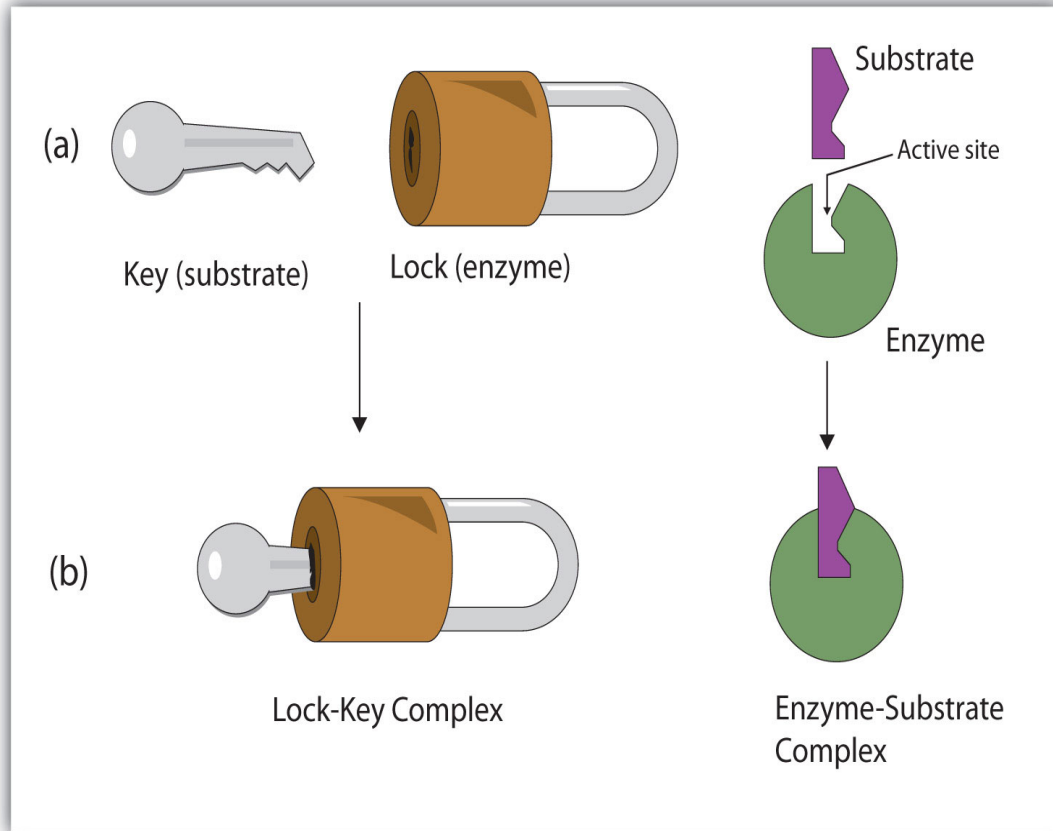 (a)
Key (substrate)
Lock (enzyme)
Substrate
Active site
Enzyme
(b)
Lock-Key Complex
Enzyme-Substrate
Complex